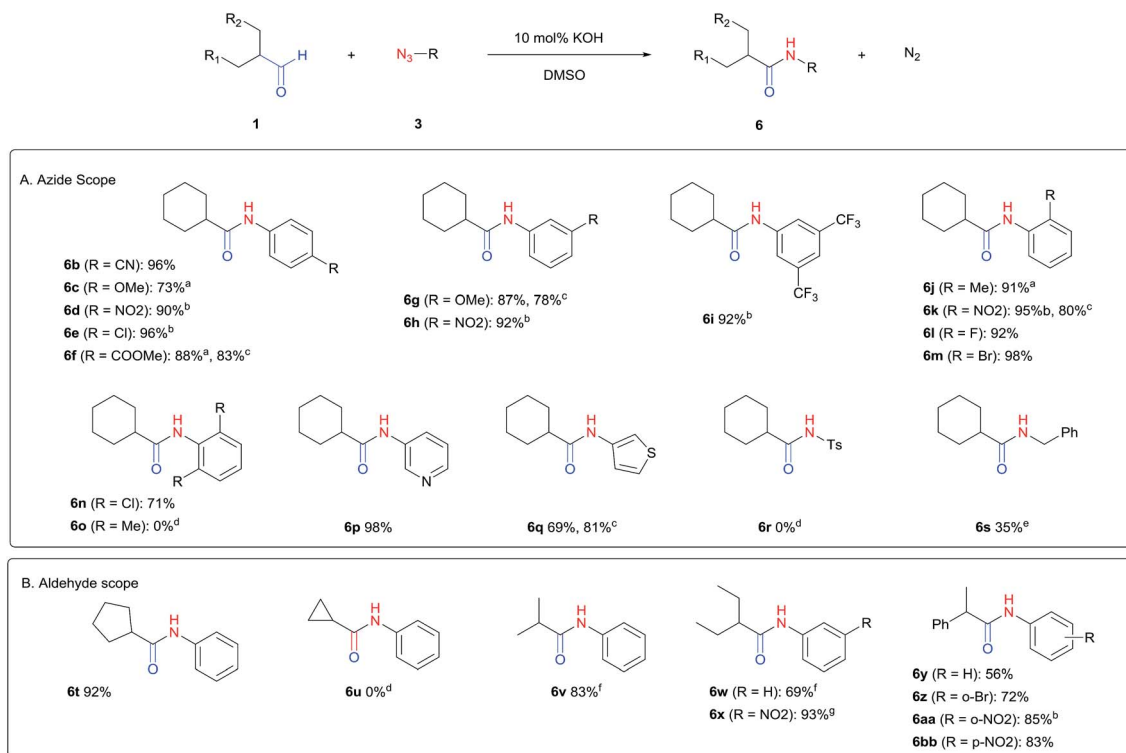 R2
R1
H
O
+
N3—R
10 mol% KOH
DMSO
R2
R1
H
N
R
O
+
N2
1
3
6
A. Azide Scope
H
N
O
R
6b (R = CN): 96%
6c (R = OMe): 73%a
6d (R = NO2): 90%b
6e (R = Cl): 96%b
6f (R = COOMe): 88%a, 83%c
H
N
R
O
6g (R = OMe): 87%, 78%c
6h (R = NO2): 92%b
H
N
CF3
O
CF3
6i 92%b
R
H
N
O
6j (R = Me): 91%a
6k (R = NO2): 95%b, 80%c
6l (R = F): 92%
6m (R = Br): 98%
R
H
N
O
R
6n (R = Cl): 71%
6o (R = Me): 0%d
H
N
O
N
6p 98%
H
N
O
S
6q 69%, 81%c
H
N
Ts
O
6r 0%d
H
N
Ph
O
6s 35%e
B. Aldehyde scope
H
N
O
6t 92%
H
N
O
6u 0%d
H
N
O
6v 83%f
H
N
R
O
6w (R = H): 69%f
6x (R = NO2): 93%g
H
N
Ph
O
R
6y (R = H): 56%
6z (R = o-Br): 72%
6aa (R = o-NO2): 85%b
6bb (R = p-NO2): 83%